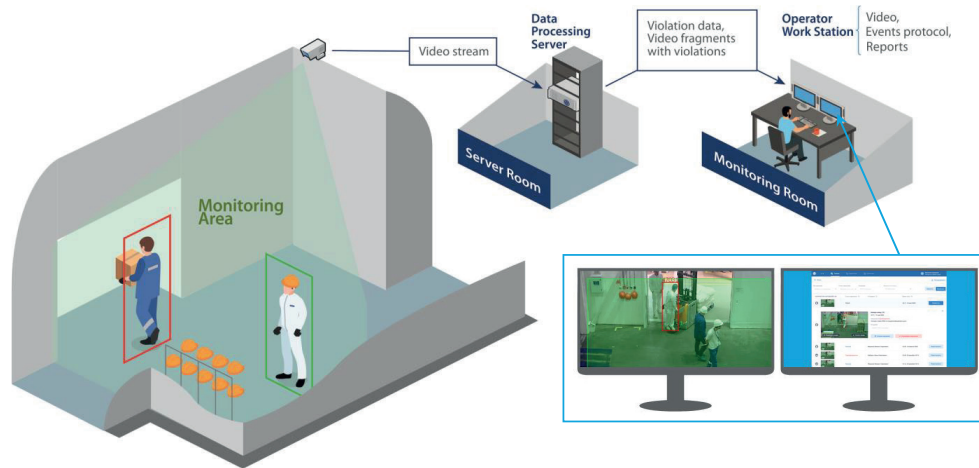 Video stream
Data
Processing
Server
Violation data,
Video fragments
with violations
Operator
Work Station
Video,
Events protocol,
Reports
Server Room
Monitoring Room
Monitoring
Area